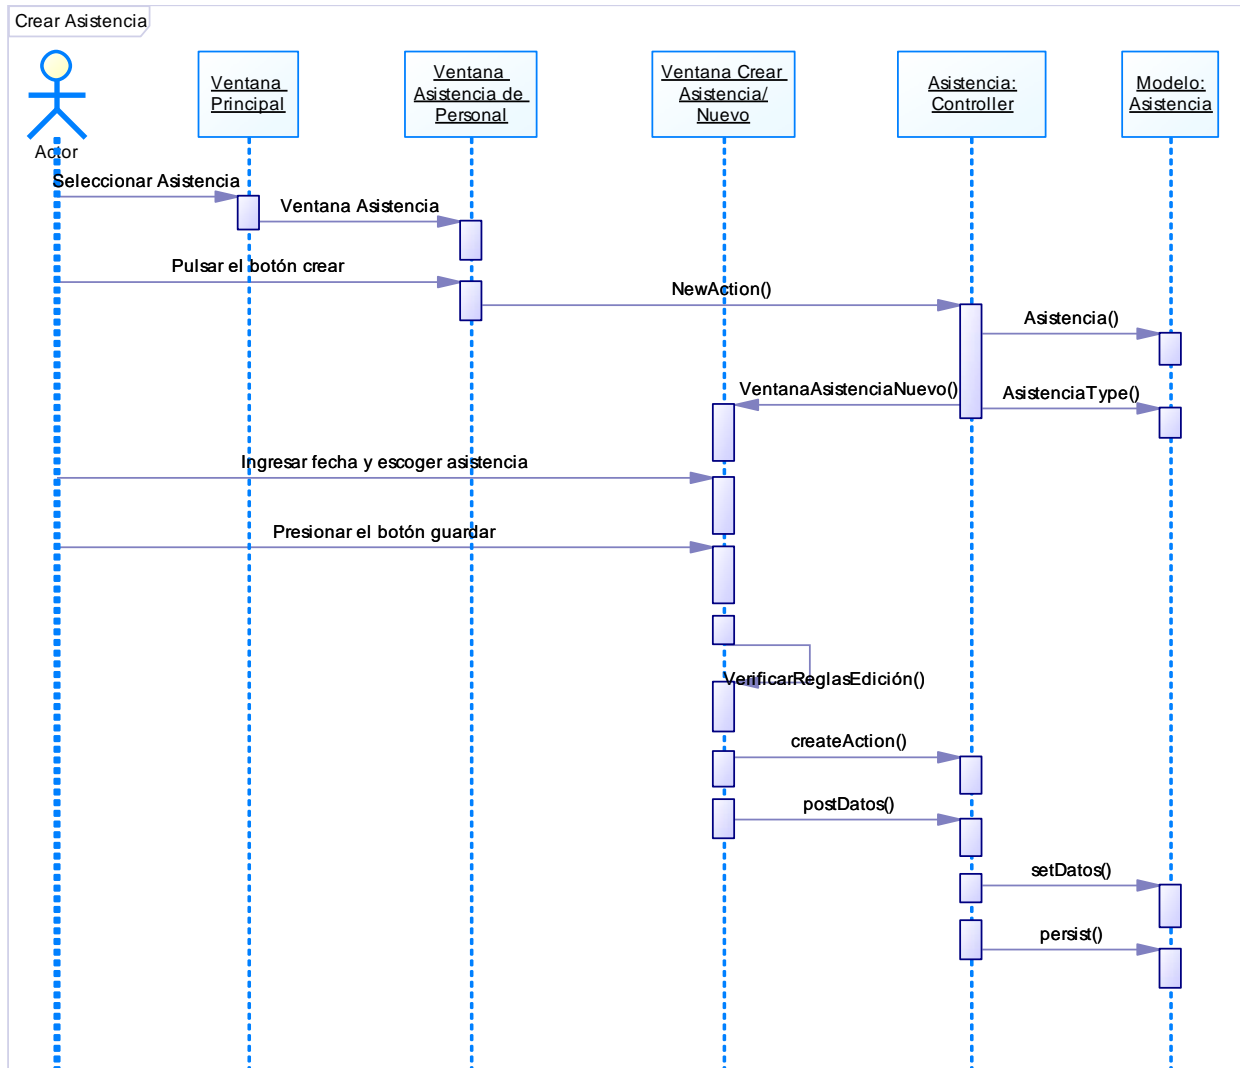 Crear Asistencia
Ventana
Principal
Ventana
Asistencia de
Personal
Ventana Crear
Asistencia/
Nuevo
Asistencia:
Controller
Modelo:
Asistencia
Actor
Seleccionar Asistencia
Ventana Asistencia
Pulsar el botón crear
NewAction()
Asistencia()
VentanaAsistenciaNuevo()
AsistenciaType()
Ingresar fecha y escoger asistencia
Presionar el botón guardar
VerificarReglasEdición()
createAction()
postDatos()
setDatos()
persist()